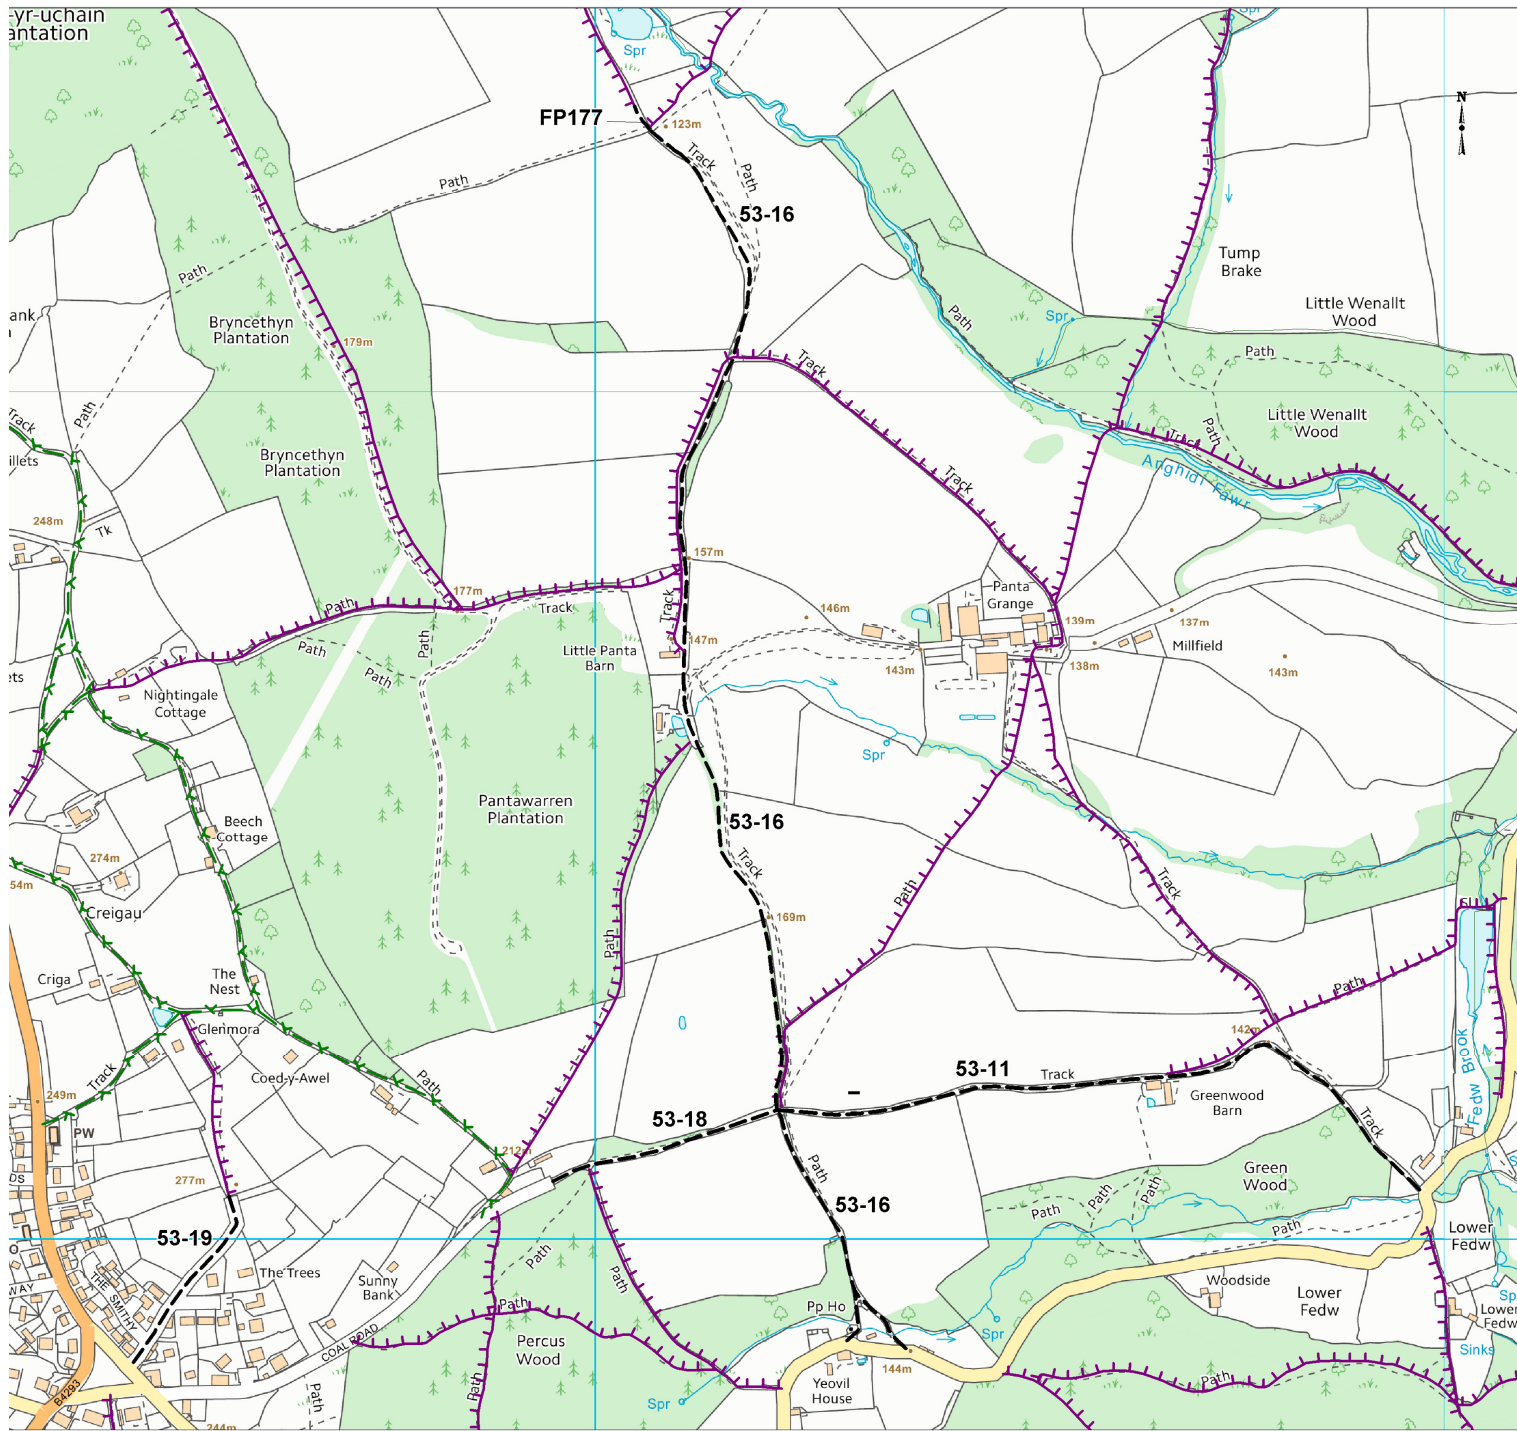 -yr-uchain
antation
Spr
Spr
N
FP177
123m
Track
Path
Path
53-16
Path
Tump
Brake
ank
Bryncethyn
Plantation
179m
Spr
Path
Little Wenallt
Wood
Path
Track
Track
Path
Little Wenallt
Wood
Path
Track
illets
Bryncethyn
Plantation
Track
Anghidi Fawr
248m
Tk
157m
177m
Path
Track
Track
Panta
Grange
146m
139m
137m
Path
Path
Path
Little Panta
Barn
147m
143m
138m
Millfield
143m
ets
Nightingale
Cottage
Spr
Pantawarren
Plantation
53-16
Beech
Cottage
274m
54m
Track
Track
Path
Creigau
169m
Path
Criga
The
Nest
Path
Glenmora
142m
Fedw Brook
Track
Coed-y-Awel
Path
53-11
Track
Greenwood
Barn
249m
53-18
Track
PW
212m
Path
Green
Wood
277m
DS
53-16
Path
Path
Path
Path
53-19
Path
Lower
Fedw
WAY
THE SMITHY
The Trees
Sunny
Bank
Path
Woodside
Lower
Fedw
Sp
Lower
Fedw
Path
Pp Ho
Spr
COAL ROAD
Percus
Wood
Sinks
144m
Path
B4293
Path
Path
Yeovil
House
Spr
244m